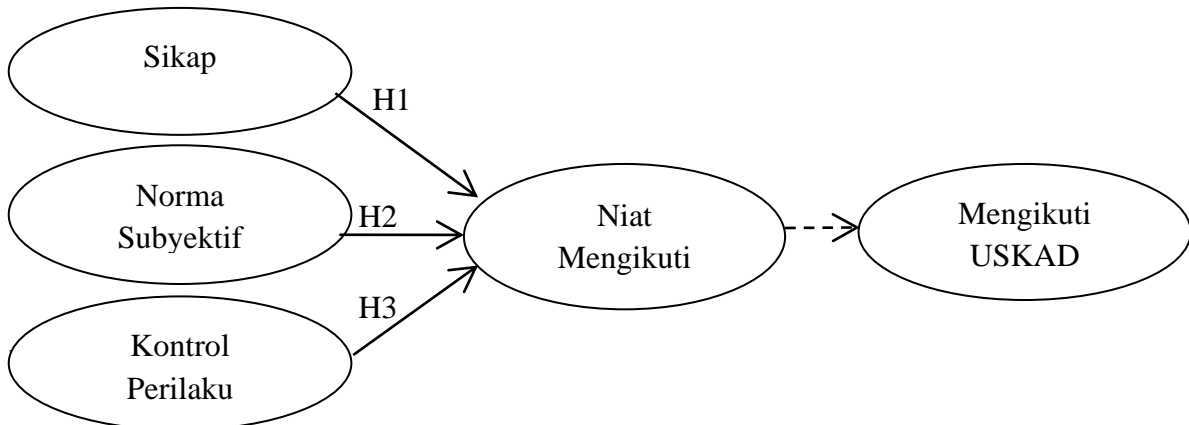 Sikap
H1
Norma
Subyektif
H2
Kontrol
Perilaku
H3
Niat
Mengikuti
Mengikuti
USKAD